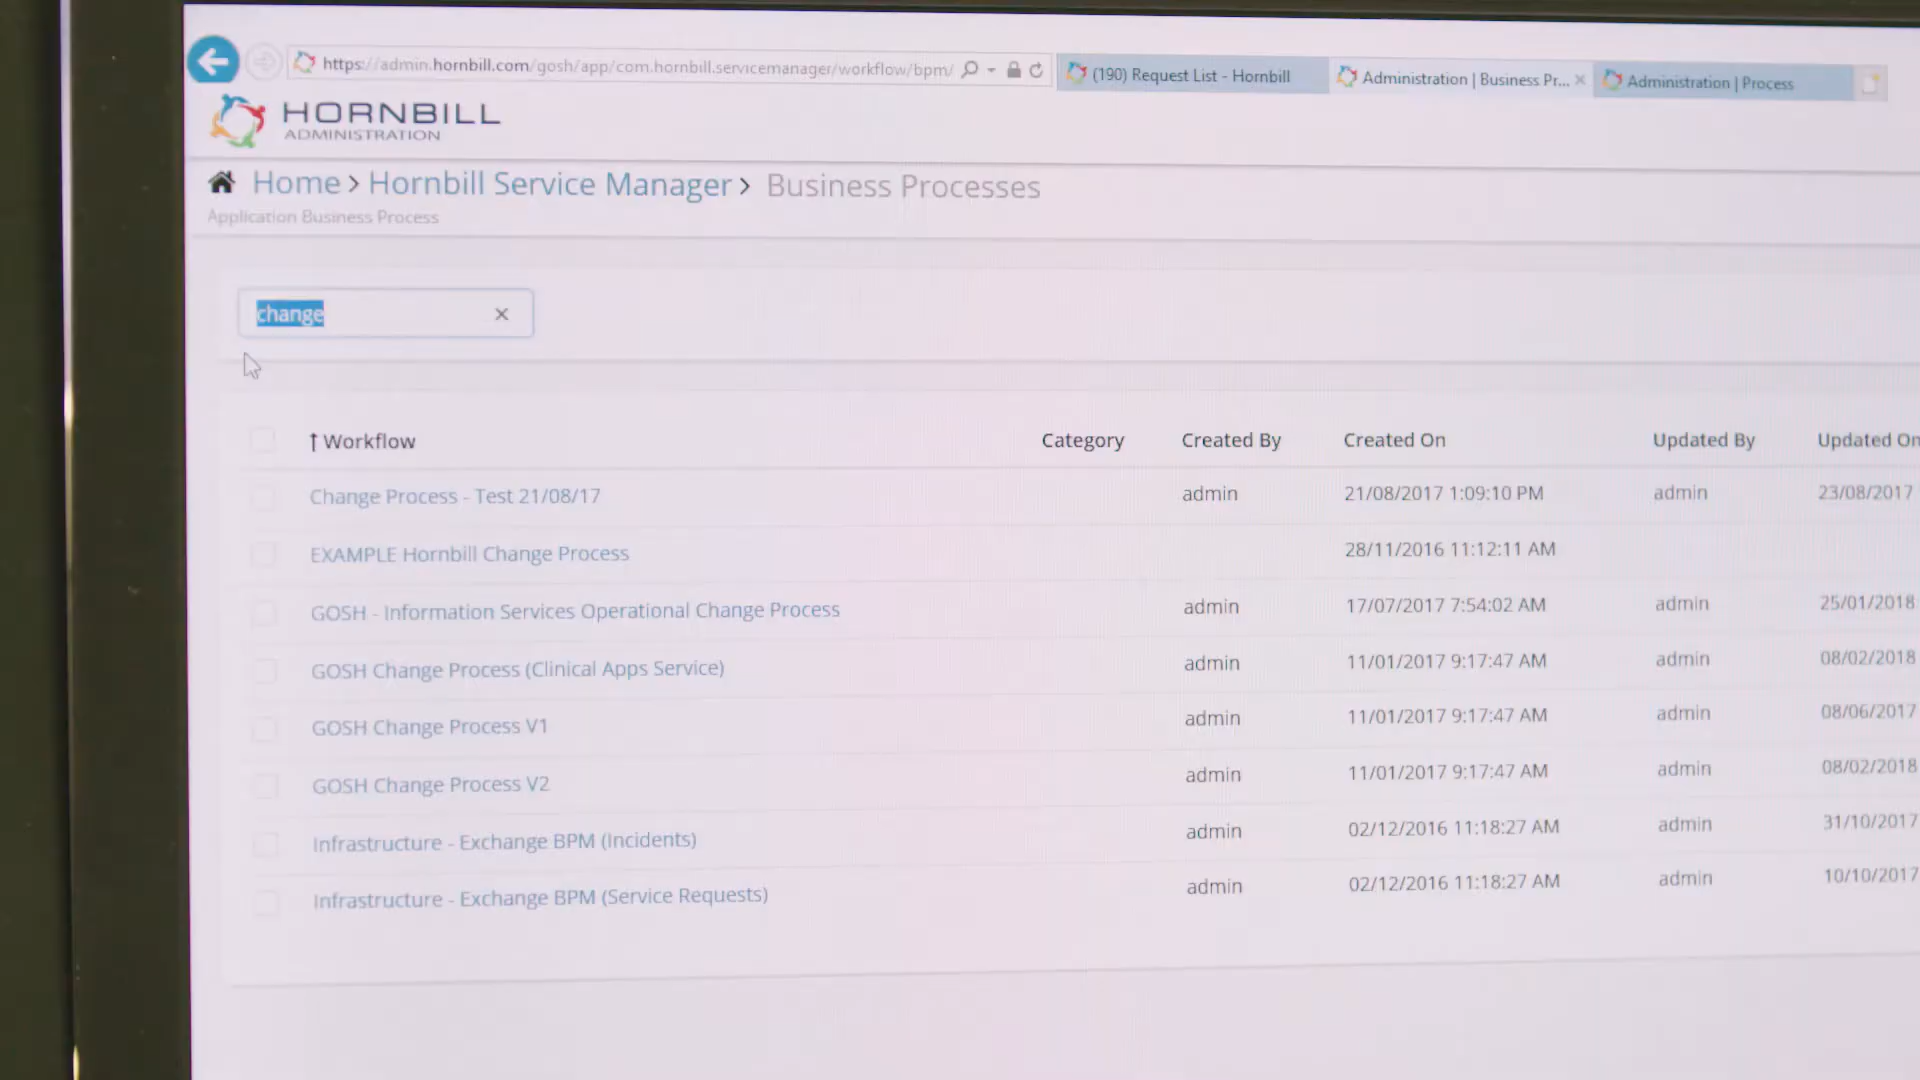 https://admin.hornbill.com/gosh/app/com.hornbill.servicemanager/workflow/bpm/
(190) Request List - Hornbill
Administration | Business Pr...
Administration | Process
HORNBILL
ADMINISTRATION
Home > Hornbill Service Manager > Business Processes
Application Business Process
change
↑ Workflow Category Created By Created On Updated By Updated On
Change Process - Test 21/08/17 admin 21/08/2017 1:09:10 PM admin 23/08/2017
EXAMPLE Hornbill Change Process 28/11/2016 11:12:11 AM
GOSH - Information Services Operational Change Process admin 17/07/2017 7:54:02 AM admin 25/01/2018
GOSH Change Process (Clinical Apps Service) admin 11/01/2017 9:17:47 AM admin 08/02/2018
GOSH Change Process V1 admin 11/01/2017 9:17:47 AM admin 08/06/2017
GOSH Change Process V2 admin 11/01/2017 9:17:47 AM admin 08/02/2018
Infrastructure - Exchange BPM (Incidents) admin 02/12/2016 11:18:27 AM admin 31/10/2017
Infrastructure - Exchange BPM (Service Requests) admin 02/12/2016 11:18:27 AM admin 10/10/2017